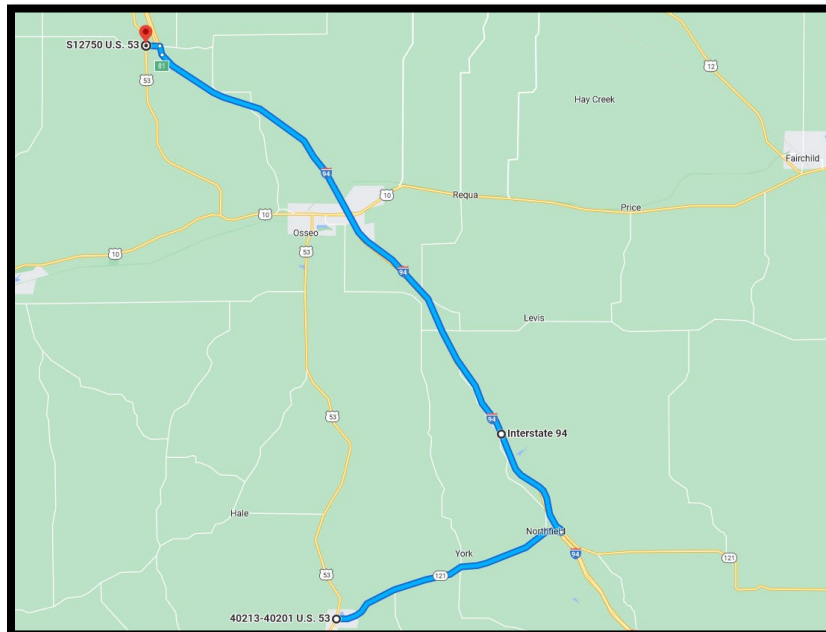 S12750 U.S. 53
81
53
12
Hay Creek
Fairchild
94
10
Requa
Price
10
Osseo
10
53
94
Levis
53
94
Interstate 94
Hale
Northfield
York
94
121
53
121
40213-40201 U.S. 53